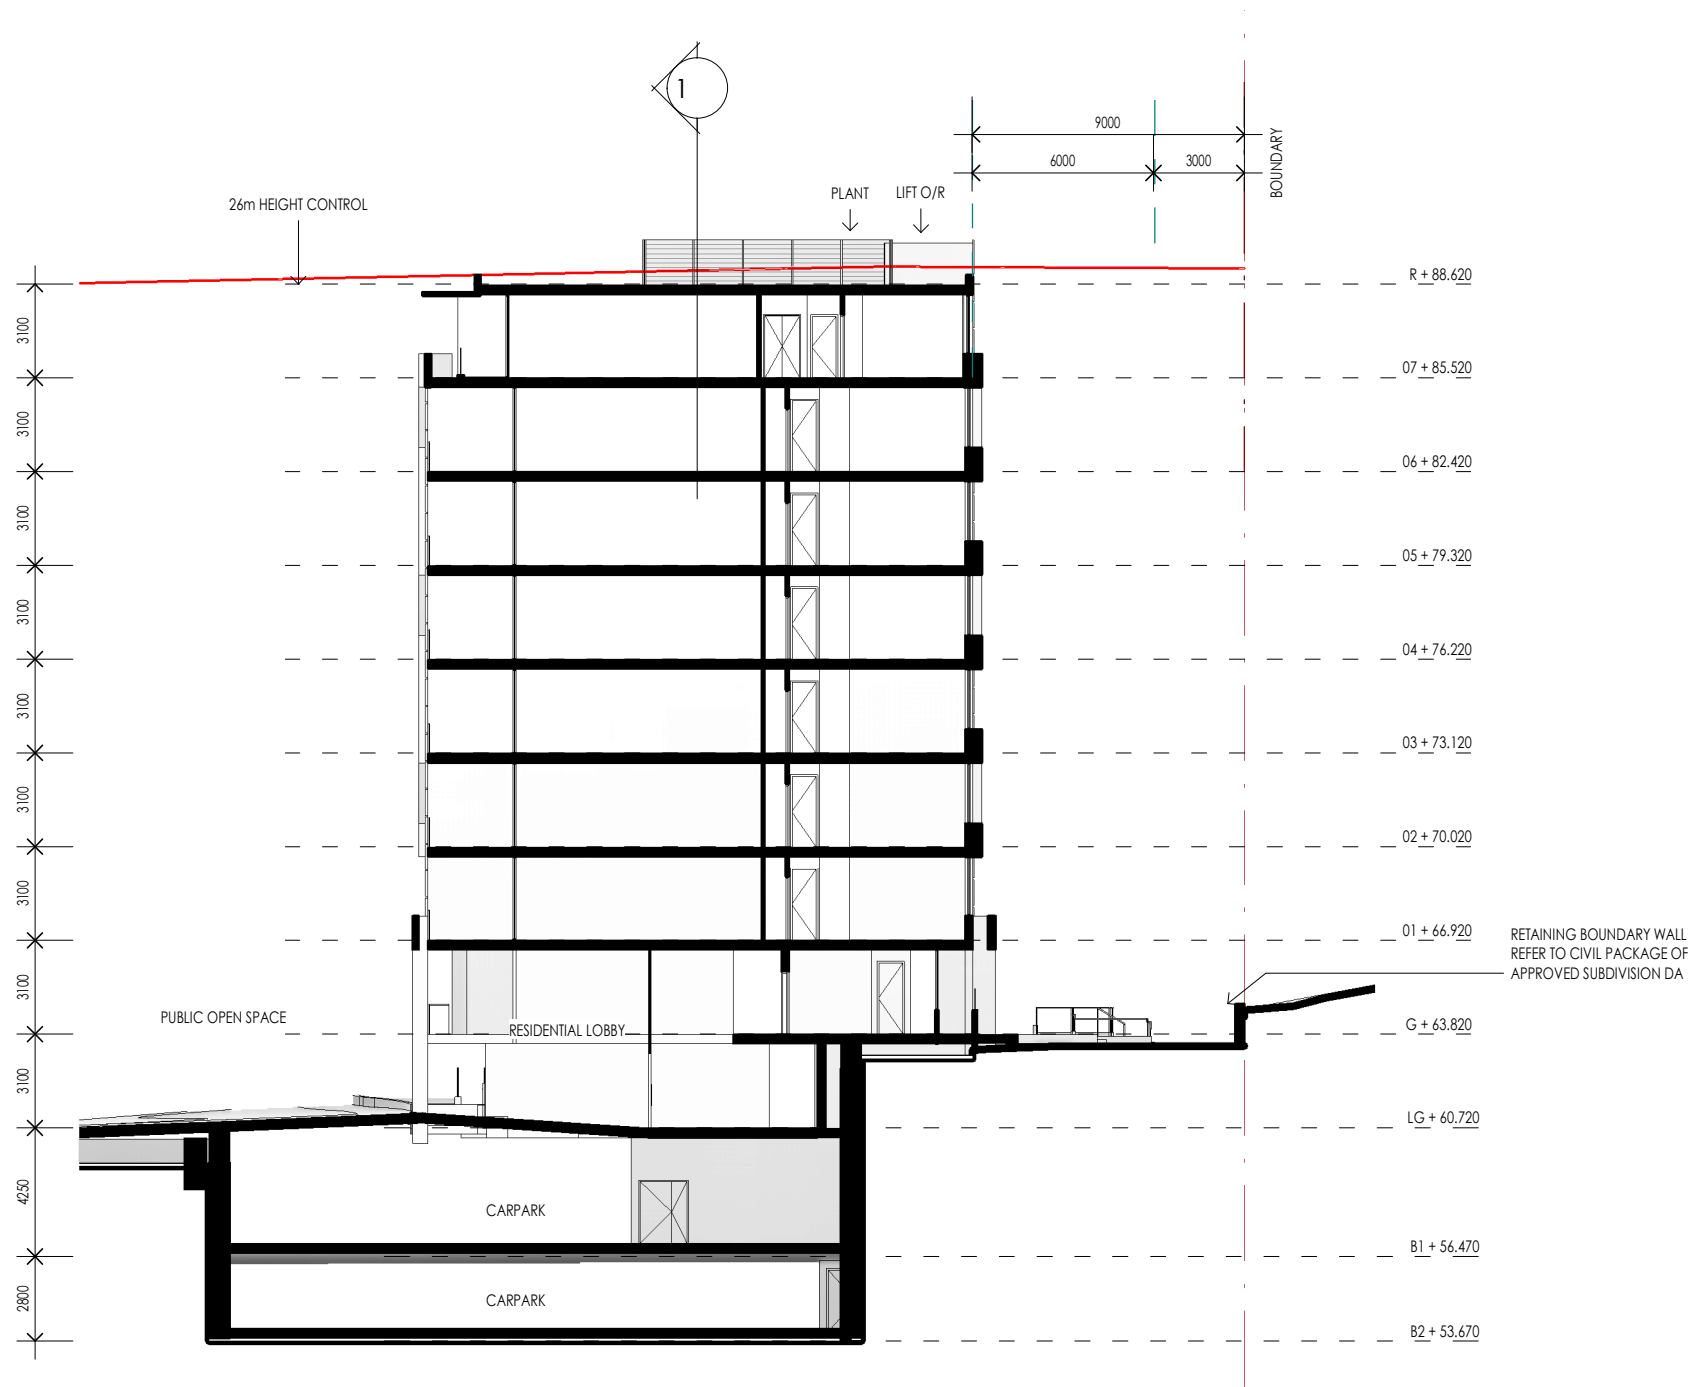 1
9000
6000
3000
BOUNDARY
26m HEIGHT CONTROL
PLANT
LIFT O/R
R + 88.620
3100
07 + 85.520
3100
06 + 82.420
3100
05 + 79.320
3100
04 + 76.220
3100
03 + 73.120
3100
02 + 70.020
3100
01 + 66.920
RETAINING BOUNDARY WALL
REFER TO CIVIL PACKAGE OF
APPROVED SUBDIVISION DA
3100
PUBLIC OPEN SPACE
RESIDENTIAL LOBBY
G + 63.820
3100
LG + 60.720
4250
CARPARK
B1 + 56.470
2800
CARPARK
B2 + 53.670